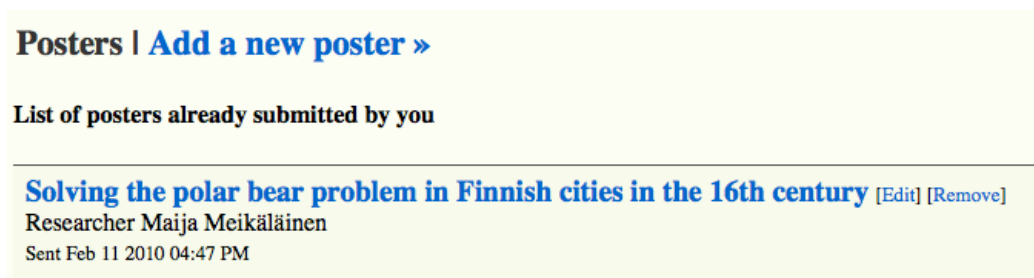 Posters | Add a new poster »
List of posters already submitted by you
Solving the polar bear problem in Finnish cities in the 16th century [Edit] [Remove]
Researcher Maija Meikäläinen
Sent Feb 11 2010 04:47 PM